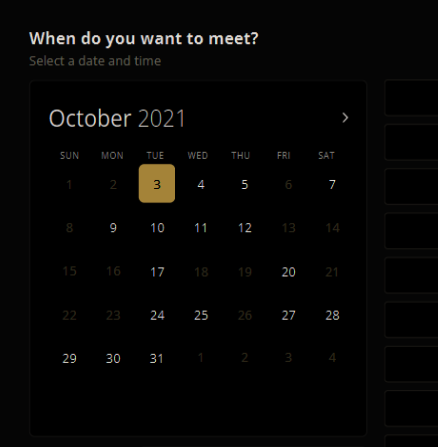 When do you want to meet?
Select a date and time
October 2021
SUN MON TUE WED THU FRI SAT
1 2 3 4 5 6 7
8 9 10 11 12 13 14
15 16 17 18 19 20 21
22 23 24 25 26 27 28
29 30 31 1 2 3 4